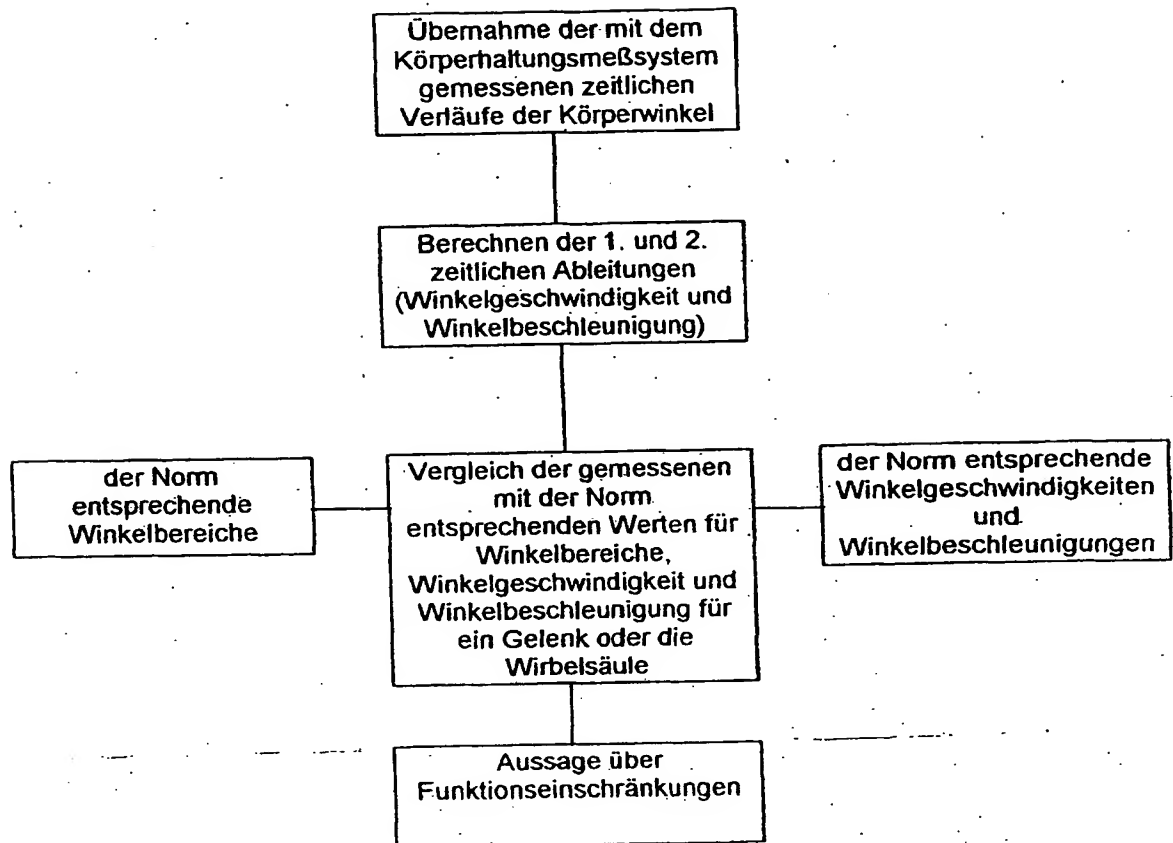 Übernahme der mit dem
Körperhaltungsmeßsystem
gemessenen zeitlichen
Verläufe der Körperwinkel
Berechnen der 1. und 2.
zeitlichen Ableitungen
(Winkelgeschwindigkeit und
Winkelbeschleunigung)
der Norm
entsprechende
Winkelbereiche
Vergleich der gemessenen
mit der Norm
entsprechenden Werten für
Winkelbereiche,
Winkelgeschwindigkeit und
Winkelbeschleunigung für
ein Gelenk oder die
Wirbelsäule
der Norm entsprechende
Winkelgeschwindigkeiten
und
Winkelbeschleunigungen
Aussage über
Funktionseinschränkungen